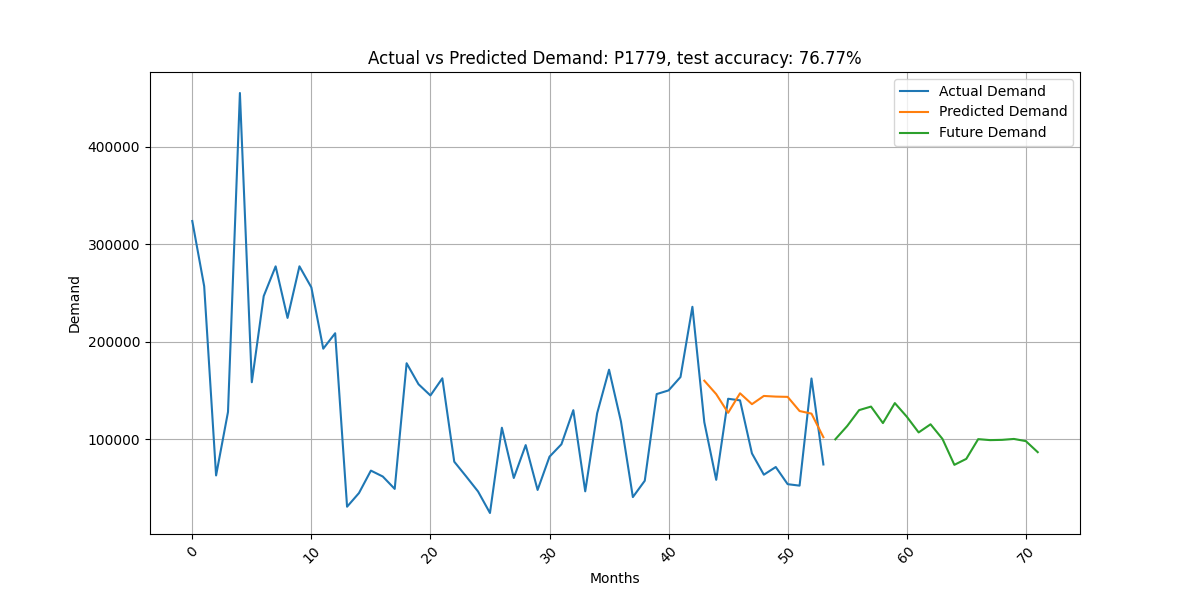 Actual vs Predicted Demand: P1779, test accuracy: 76.77%
Actual Demand
Predicted Demand
Future Demand
400000
300000
200000
100000
Demand
0
10
20
30
40
50
60
70
Months